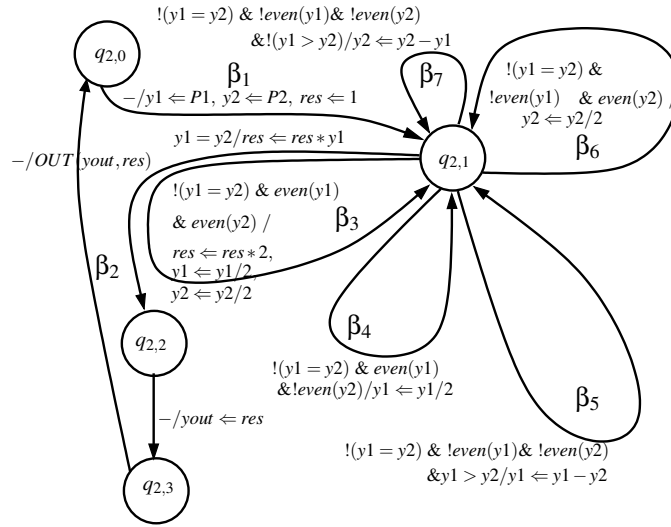 !(y1 = y2) & !even(y1)& !even(y2)
&!(y1 > y2)/y2 ⇐ y2 − y1
q2,0
β1
−/y1 ⇐ P1, y2 ⇐ P2, res ⇐ 1
β7
!(y1 = y2) &
!even(y1) & even(y2) /
y2 ⇐ y2/2
β6
y1 = y2/res ⇐ res ∗ y1
q2,1
−/OUT(yout, res)
!(y1 = y2) & even(y1)
& even(y2) /
res ⇐ res ∗ 2,
y1 ⇐ y1/2,
y2 ⇐ y2/2
β3
β2
β4
q2,2
!(y1 = y2) & even(y1)
&!even(y2)/y1 ⇐ y1/2
β5
−/yout ⇐ res
!(y1 = y2) & !even(y1)& !even(y2)
&y1 > y2/y1 ⇐ y1 − y2
q2,3